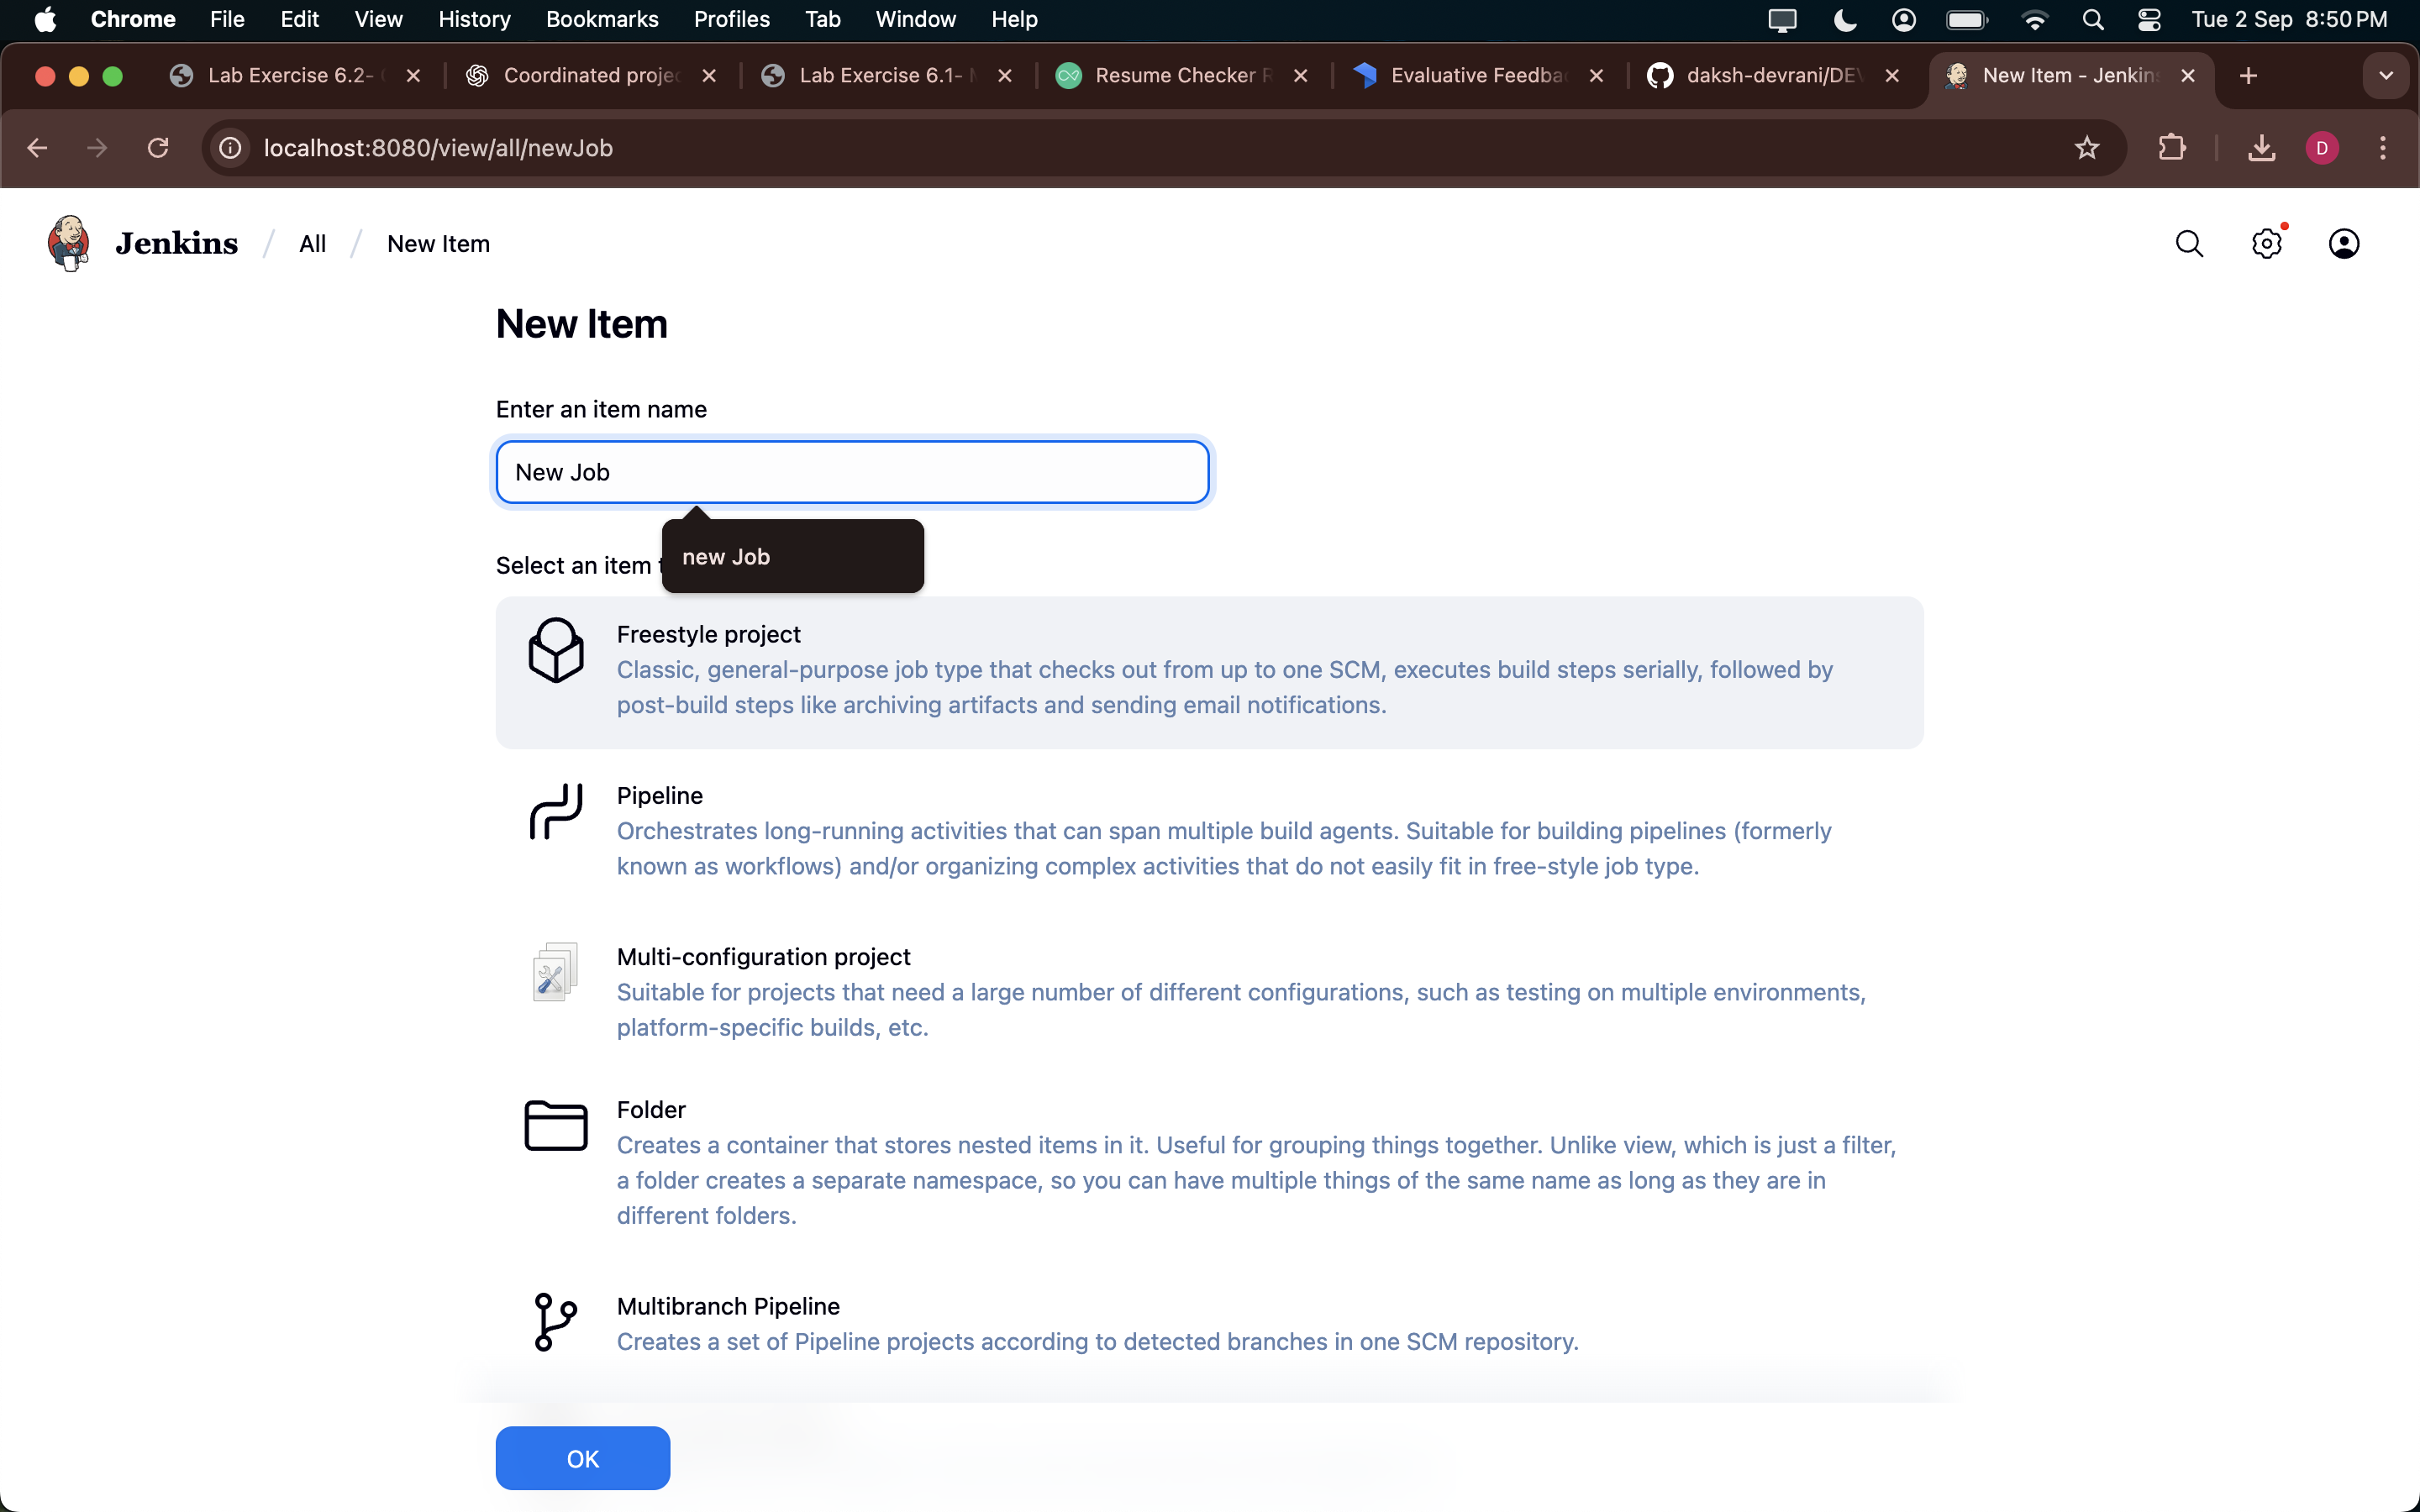 Chrome File Edit View History Bookmarks Profiles Tab Window Help Tue 2 Sep 8:50 PM
Lab Exercise 6.2- Coordinated projec Lab Exercise 6.1- Resume Checker Evaluative Feedba daksh-devrani/DEV New Item - Jenkins
localhost:8080/view/all/newJob D
Jenkins / All / New Item
New Item
Enter an item name
New Job
new Job
Select an item
Freestyle project
Classic, general-purpose job type that checks out from up to one SCM, executes build steps serially, followed by
post-build steps like archiving artifacts and sending email notifications.
Pipeline
Orchestrates long-running activities that can span multiple build agents. Suitable for building pipelines (formerly
known as workflows) and/or organizing complex activities that do not easily fit in free-style job type.
Multi-configuration project
Suitable for projects that need a large number of different configurations, such as testing on multiple environments,
platform-specific builds, etc.
Folder
Creates a container that stores nested items in it. Useful for grouping things together. Unlike view, which is just a filter,
a folder creates a separate namespace, so you can have multiple things of the same name as long as they are in
different folders.
Multibranch Pipeline
Creates a set of Pipeline projects according to detected branches in one SCM repository.
OK